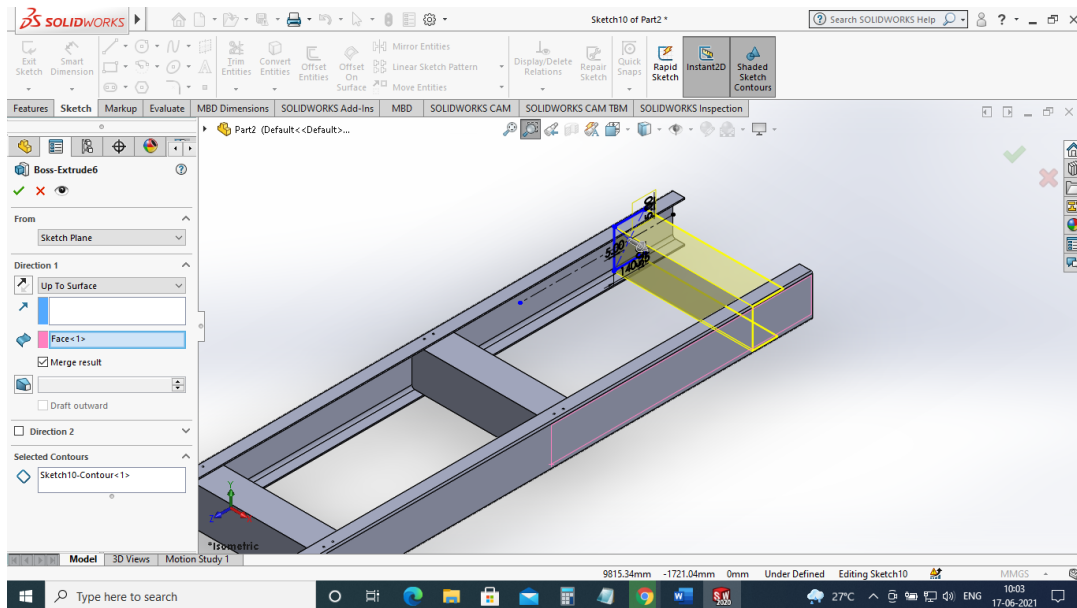 SOLIDWORKS
Sketch10 of Part2 *
Search SOLIDWORKS Help
Exit Sketch
Smart Dimension
Trim Entities
Convert Entities
Offset Entities
Offset On Surface
Mirror Entities
Linear Sketch Pattern
Move Entities
Display/Delete Relations
Repair Sketch
Quick Snaps
Rapid Sketch
Instant2D
Shaded Sketch Contours
Features Sketch Markup Evaluate MBD Dimensions SOLIDWORKS Add-Ins MBD SOLIDWORKS CAM SOLIDWORKS CAM TBM SOLIDWORKS Inspection
Part2 (Default<<Default>...
Boss-Extrude6
From
Sketch Plane
Direction 1
Up To Surface
Face<1>
Merge result
Draft outward
Direction 2
Selected Contours
Sketch10-Contour<1>
5.00
Y
Z
*Isometric
Model 3D Views Motion Study 1
9815.34mm -1721.04mm 0mm Under Defined Editing Sketch10 MMGS
Type here to search
27°C ENG
10:03
17-06-2021